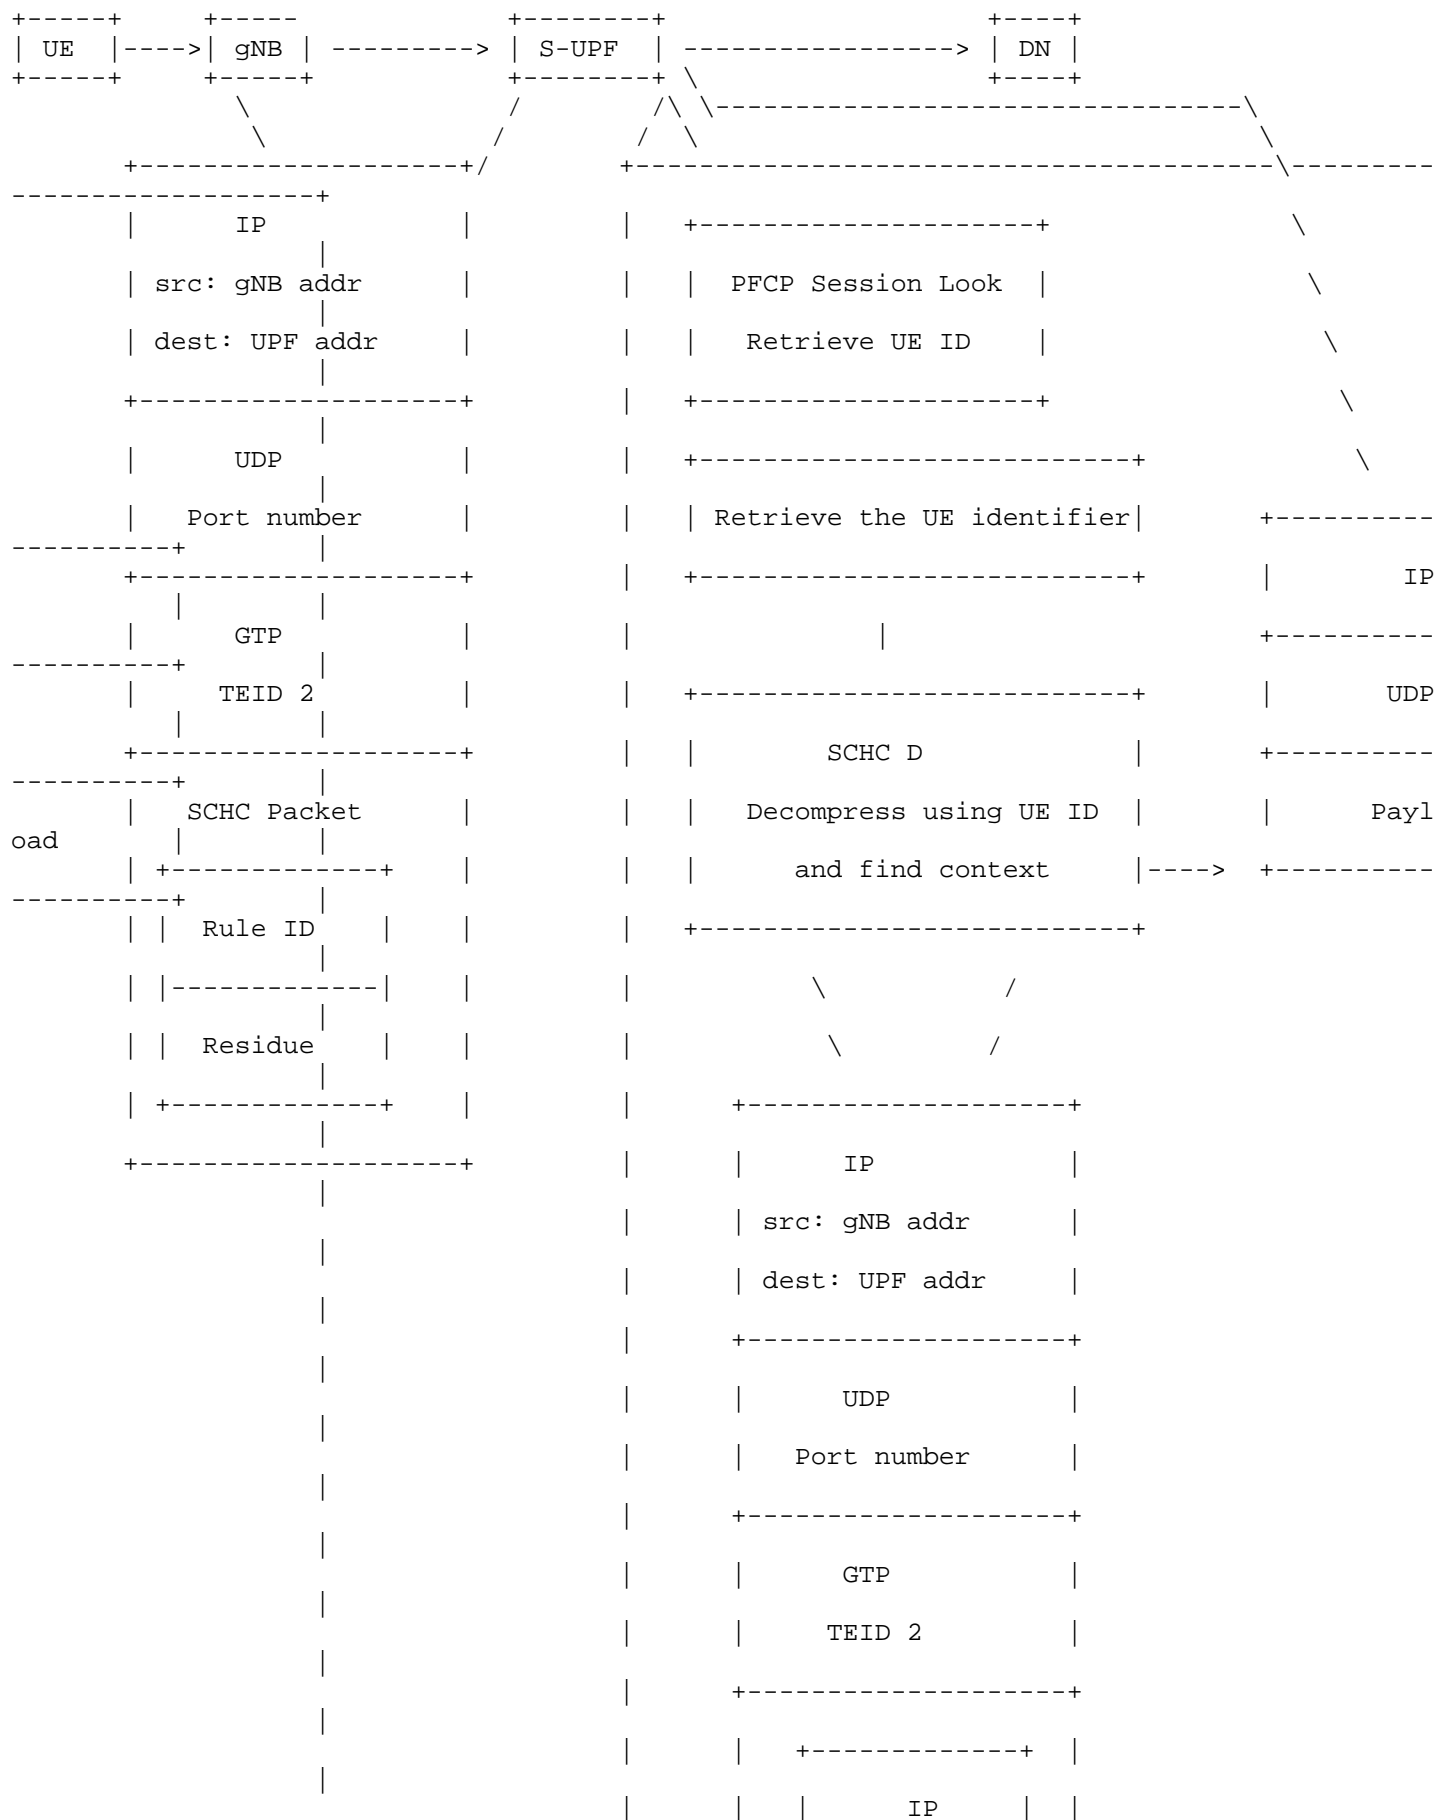 UE gNB S-UPF DN
IP
src: gNB addr PFCP Session Look
dest: UPF addr Retrieve UE ID
UDP
Port number Retrieve the UE identifier
IP
GTP
TEID 2 UDP
SCHC D
SCHC Packet Decompress using UE ID Payl
oad
and find context
Rule ID
Residue
IP
src: gNB addr
dest: UPF addr
UDP
Port number
GTP
TEID 2
IP